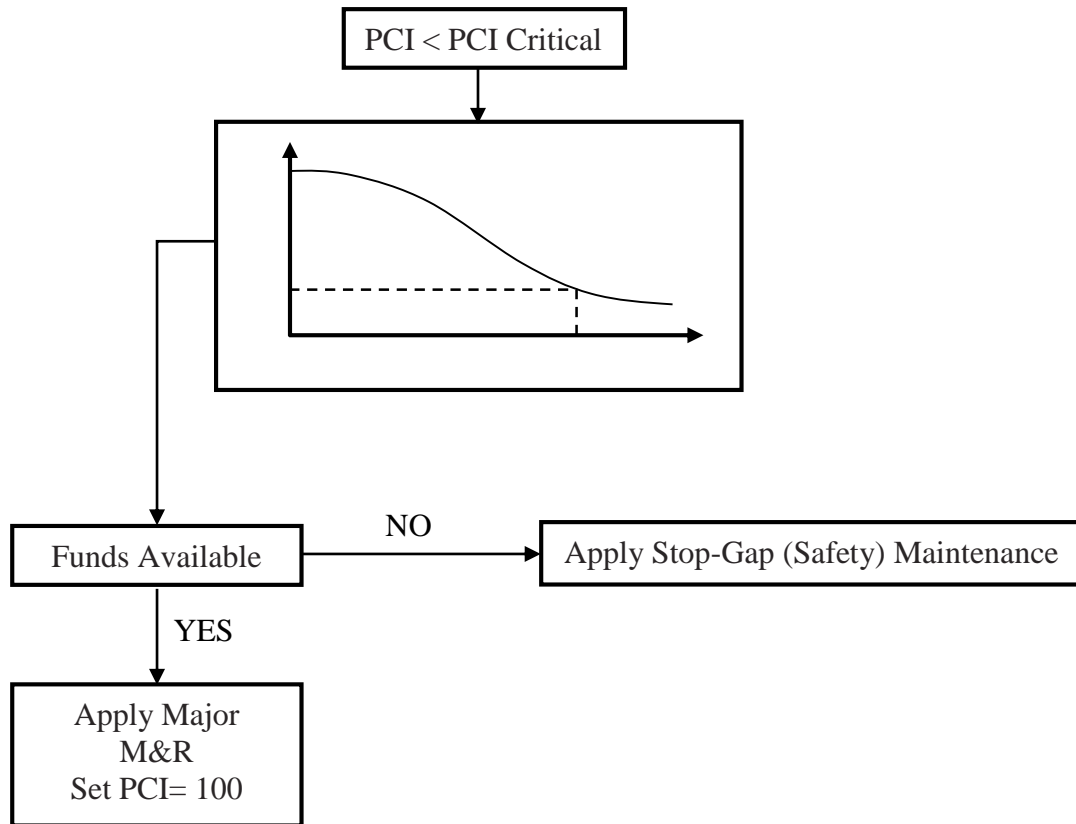 PCI < PCI Critical
NO
Funds Available
Apply Stop-Gap (Safety) Maintenance
YES
Apply Major
M&R
Set PCI= 100